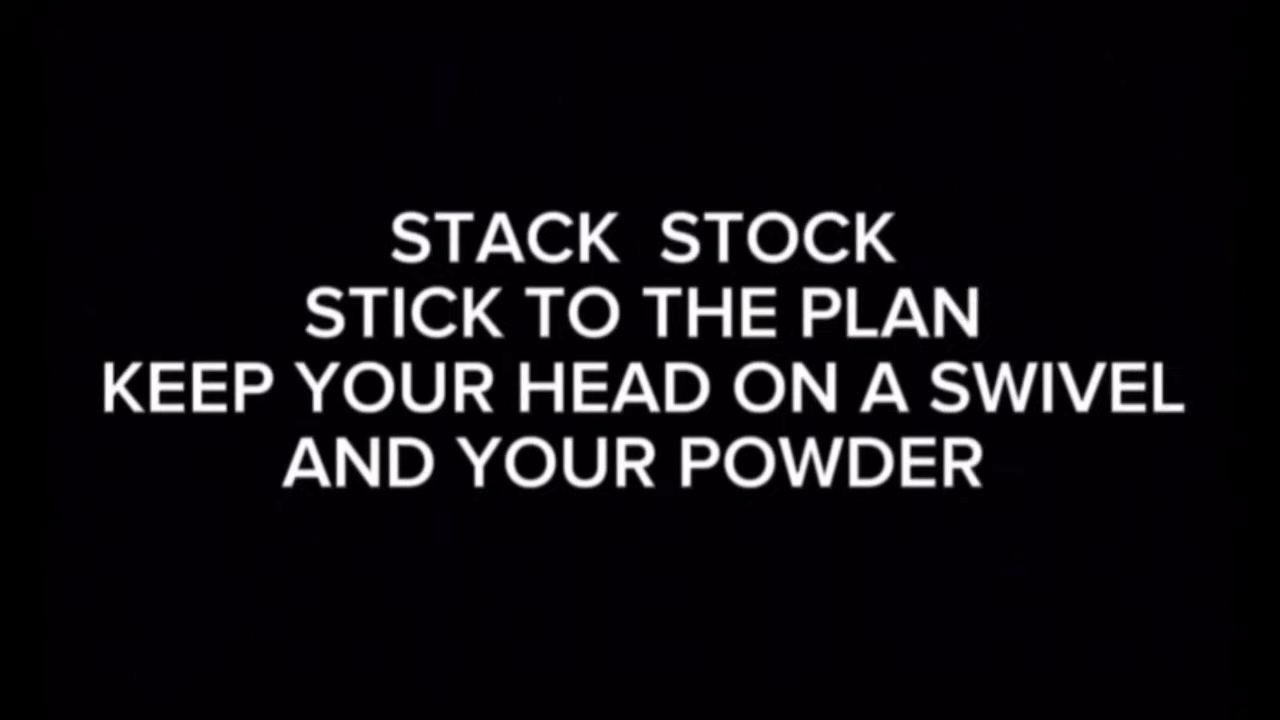 STACK STOCK
STICK TO THE PLAN
KEEP YOUR HEAD ON A SWIVEL
AND YOUR POWDER